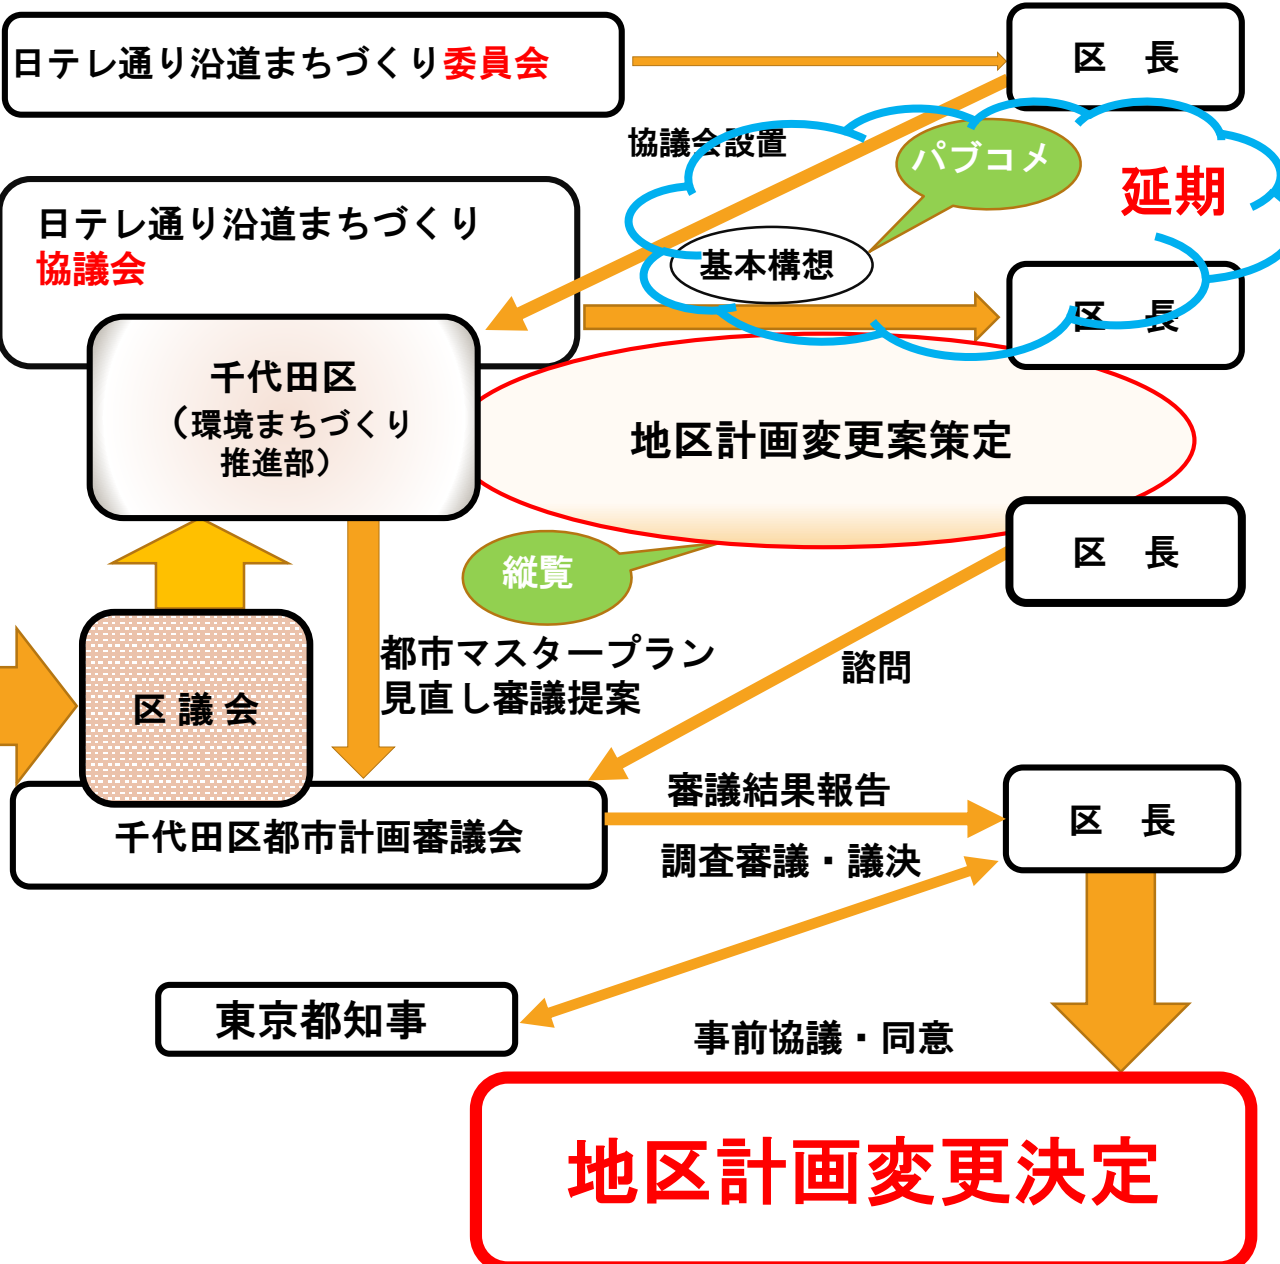 日テレ通り沿道まちづくり委員会
区　長
協議会設置
パブコメ
延期
日テレ通り沿道まちづくり
協議会
基本構想
区　長
千代田区
（環境まちづくり
推進部）
地区計画変更案策定
区　長
縦覧
都市マスタープラン
見直し審議提案
諮問
区 議 会
審議結果報告
区　長
千代田区都市計画審議会
調査審議・議決
東京都知事
事前協議・同意
地区計画変更決定